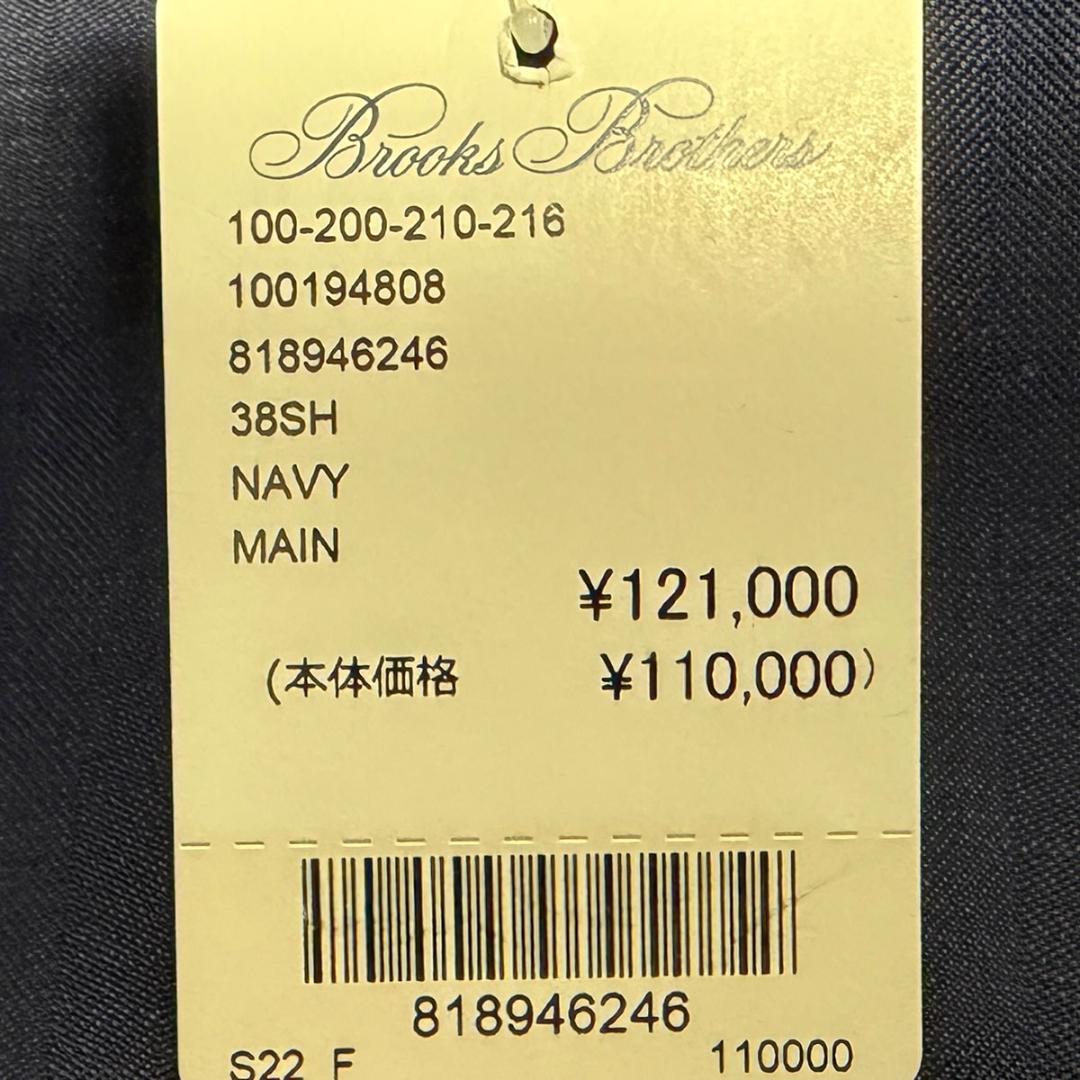 Brooks Brothers
100-200-210-216
100194808
818946246
38SH
NAVY
MAIN
¥121,000
(本体価格 ¥110,000)
818946246
S22 F 110000